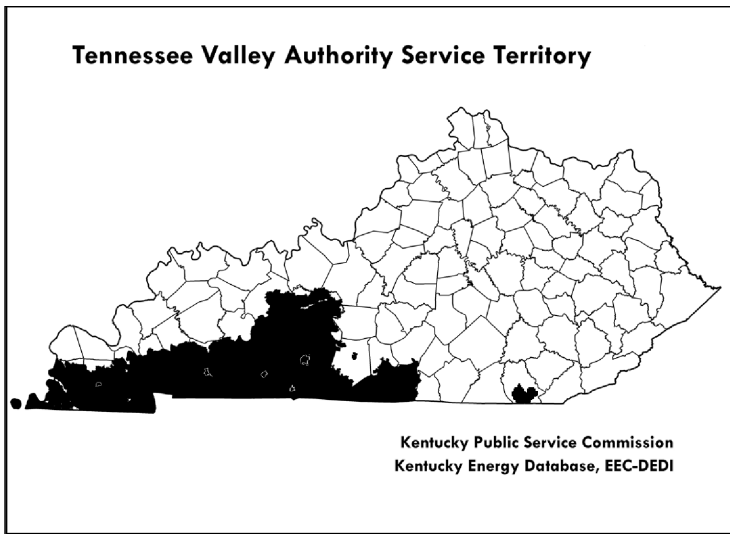 Tennessee Valley Authority Service Territory
Kentucky Public Service Commission
Kentucky Energy Database, EEC-DEDI